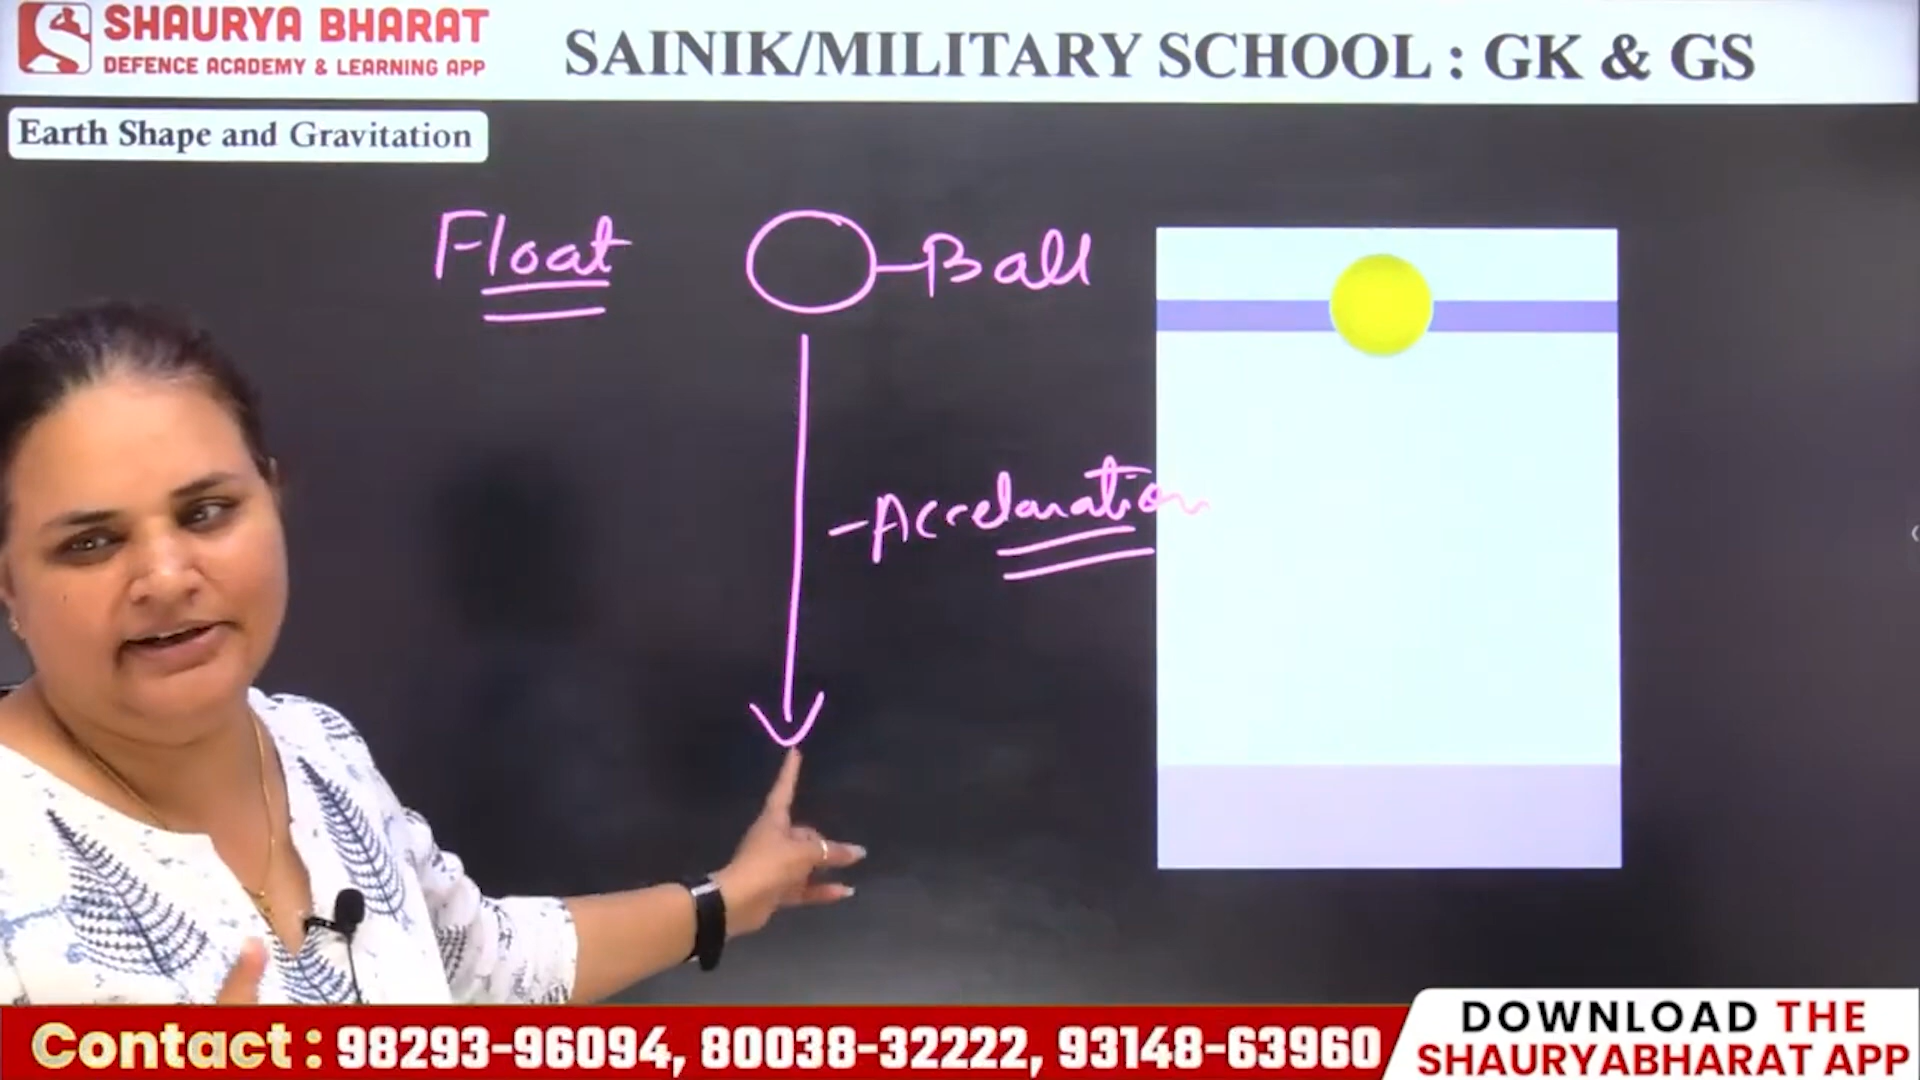 SHAURYA BHARAT
DEFENCE ACADEMY & LEARNING APP
SAINIK/MILITARY SCHOOL : GK & GS
Earth Shape and Gravitation
Float
Ball
Accrelaration
Contact : 98293-96094, 80038-32222, 93148-63960
DOWNLOAD THE
SHAURYABHARAT APP